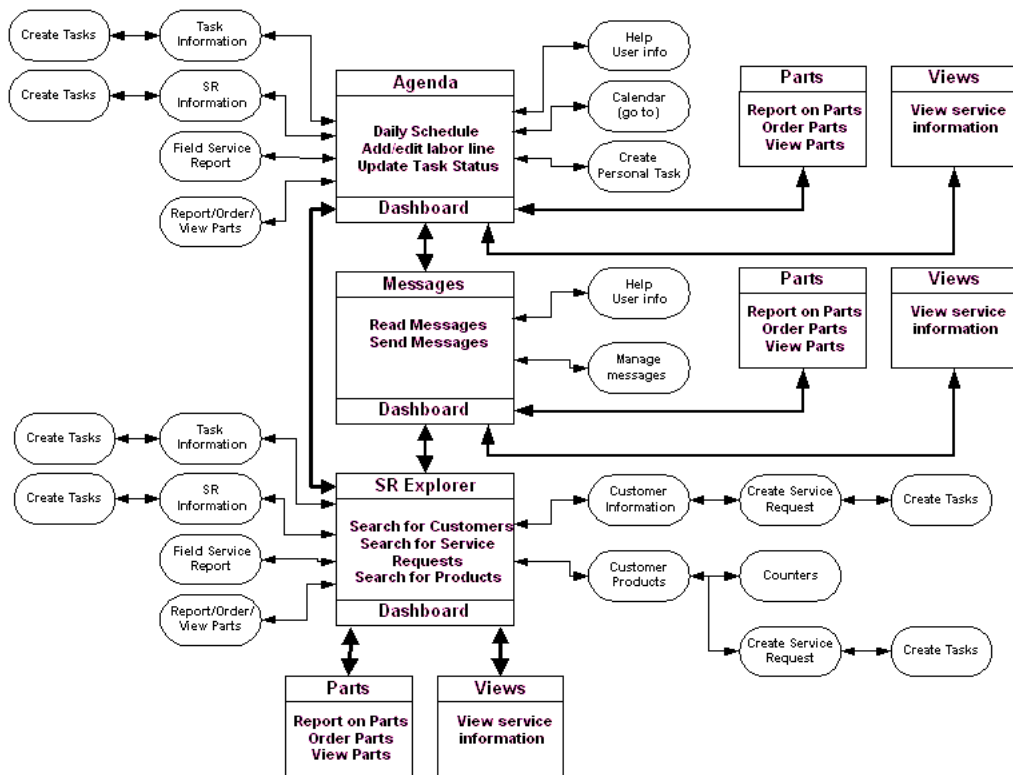 Create Tasks
Task
Information
Create Tasks
SR
Information
Field Service
Report
Report/Order/
View Parts
Agenda
Daily Schedule
Add/edit labor line
Update Task Status
Dashboard
Help
User info
Calendar
(go to)
Create
Personal Task
Parts
Report on Parts
Order Parts
View Parts
Views
View service
information
Messages
Read Messages
Send Messages
Dashboard
Help
User info
Manage
messages
Parts
Report on Parts
Order Parts
View Parts
Views
View service
information
Create Tasks
Task
Information
Create Tasks
SR
Information
Field Service
Report
Report/Order/
View Parts
SR Explorer
Search for Customers
Search for Service
Requests
Search for Products
Dashboard
Customer
Information
Create Service
Request
Create Tasks
Customer
Products
Counters
Create Service
Request
Create Tasks
Parts
Report on Parts
Order Parts
View Parts
Views
View service
information